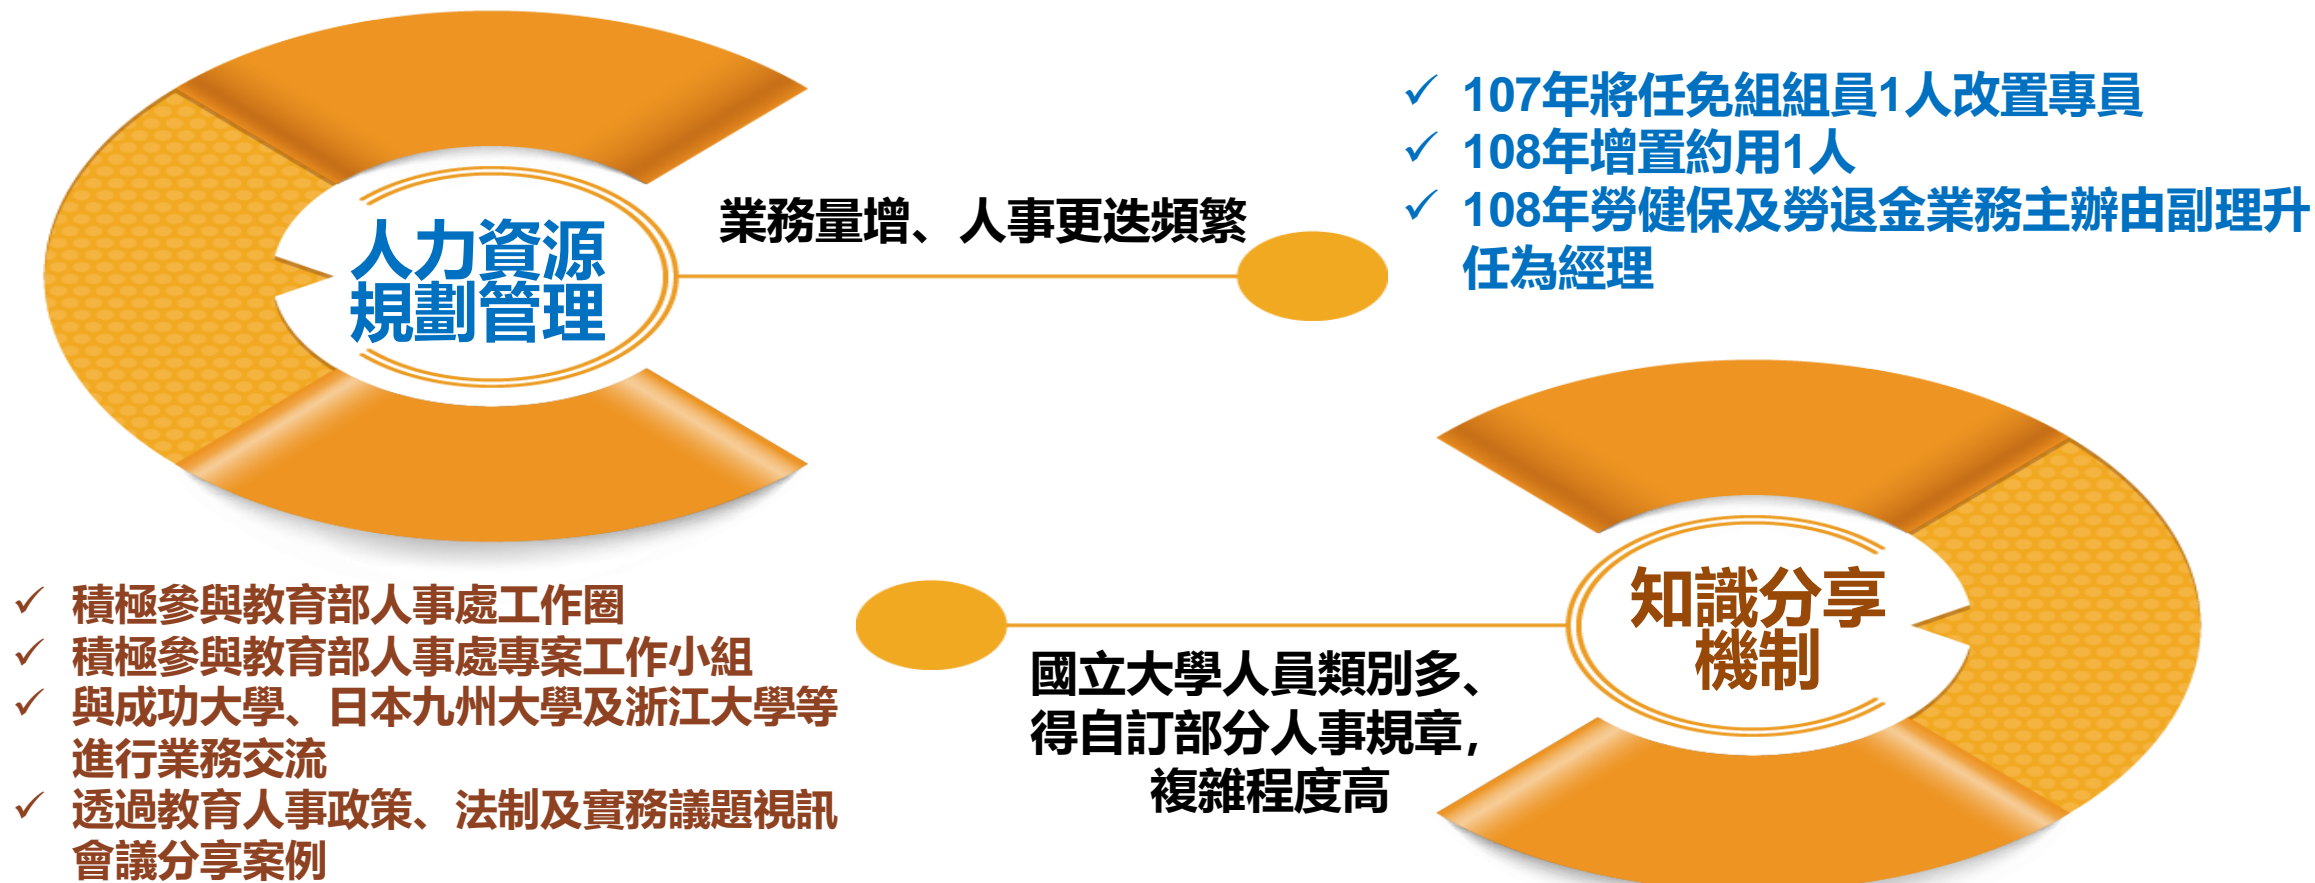 人力資源
規劃管理
業務量增、人事更迭頻繁
✓ 107年將任免組組員1人改置專員
✓ 108年增置約用1人
✓ 108年勞健保及勞退金業務主辦由副理升
任為經理
知識分享
機制
國立大學人員類別多、
得自訂部分人事規章,
複雜程度高
✓ 積極參與教育部人事處工作圈
✓ 積極參與教育部人事處專案工作小組
✓ 與成功大學、日本九州大學及浙江大學等
進行業務交流
✓ 透過教育人事政策、法制及實務議題視訊
會議分享案例